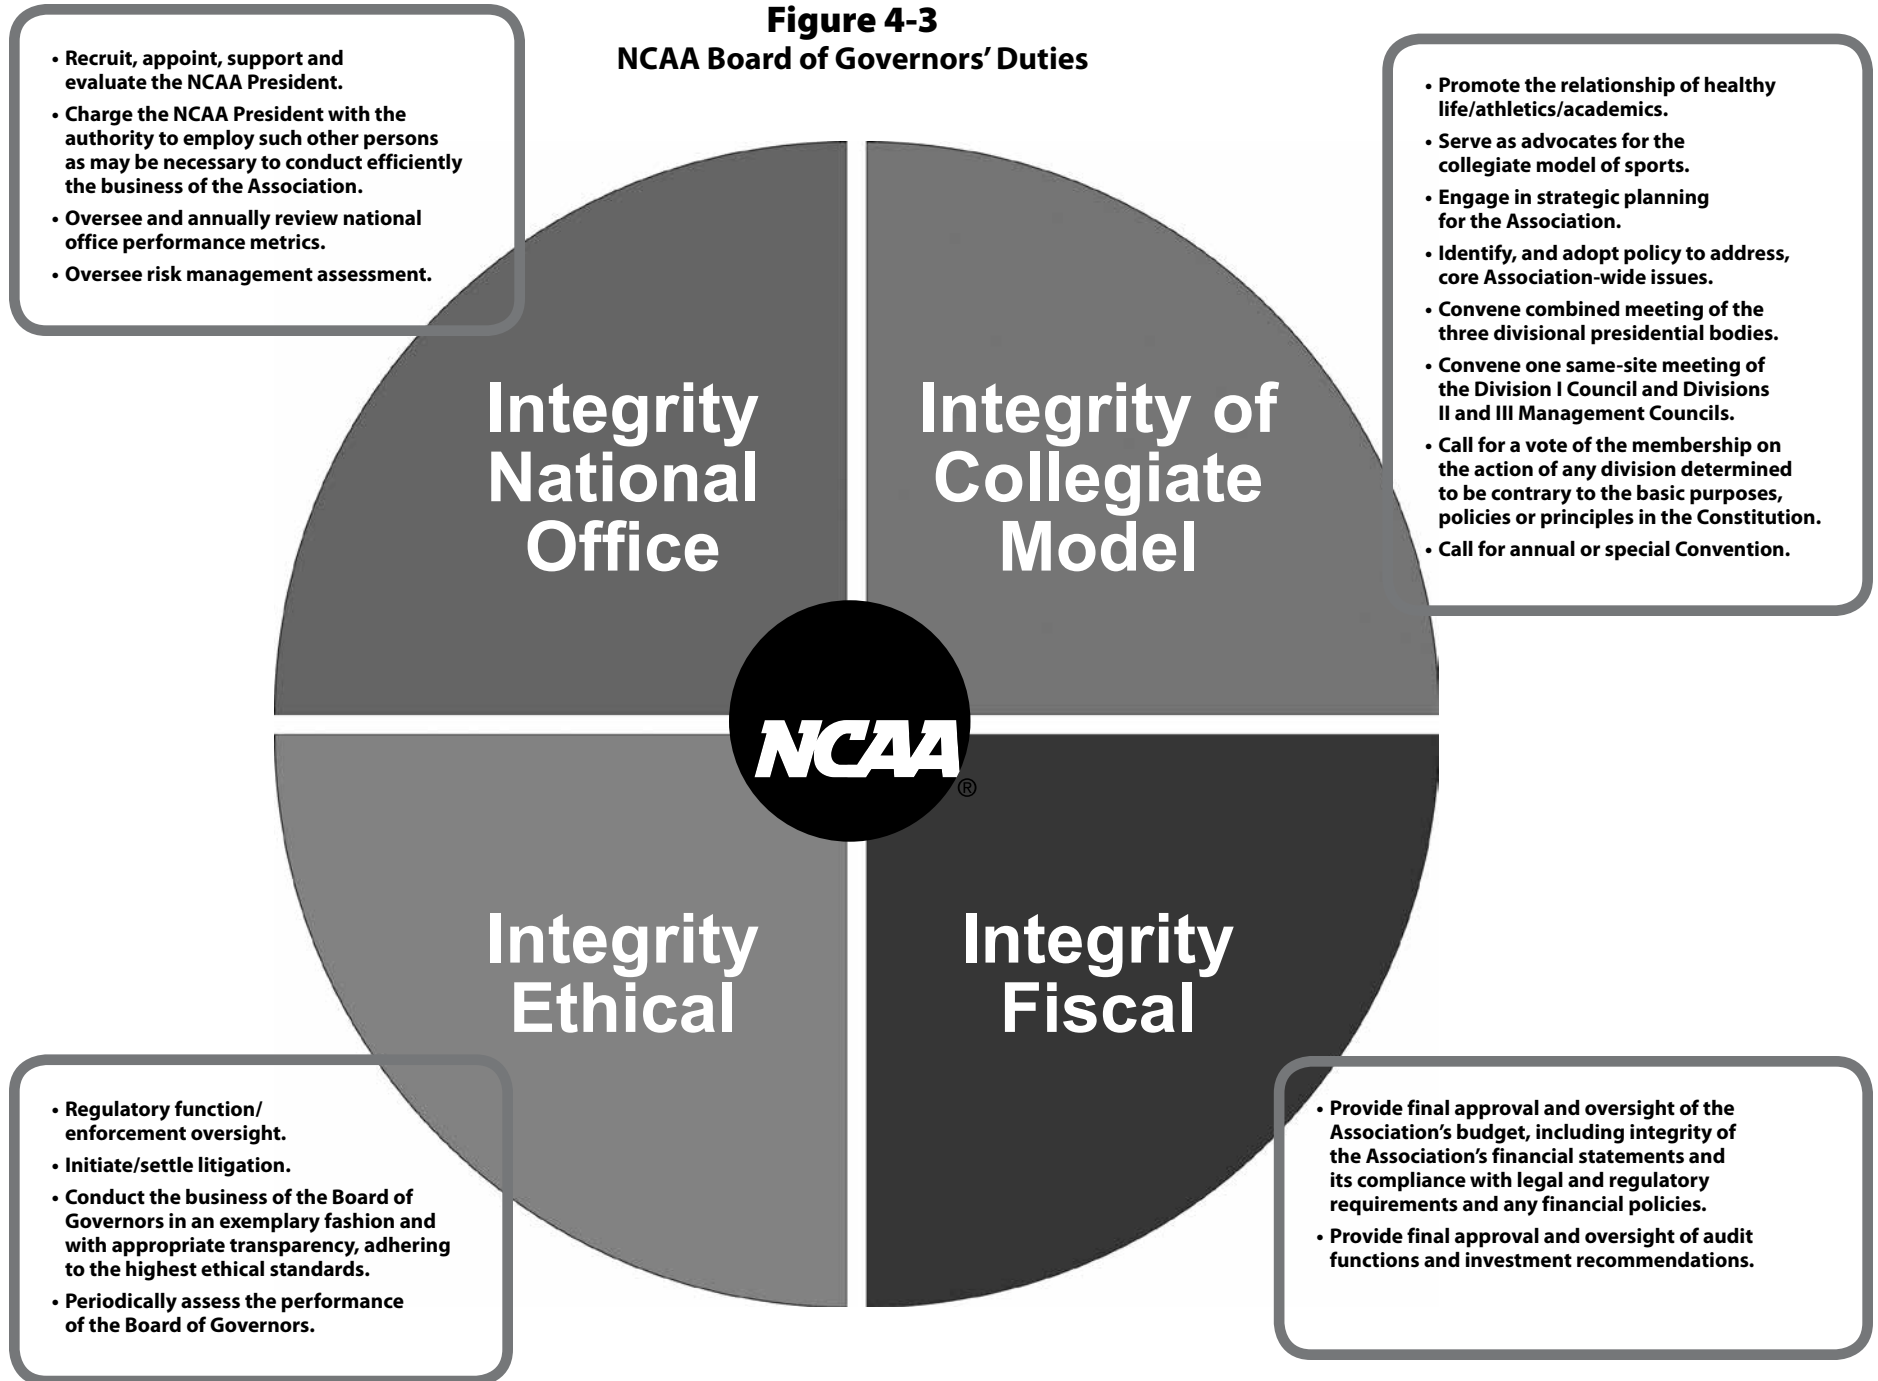 Figure 4-3
NCAA Board of Governors’ Duties
• Recruit, appoint, support and
evaluate the NCAA President.
• Charge the NCAA President with the
authority to employ such other persons
as may be necessary to conduct efficiently
the business of the Association.
• Oversee and annually review national
office performance metrics.
• Oversee risk management assessment.
• Promote the relationship of healthy
life/athletics/academics.
• Serve as advocates for the
collegiate model of sports.
• Engage in strategic planning
for the Association.
• Identify, and adopt policy to address,
core Association-wide issues.
• Convene combined meeting of the
three divisional presidential bodies.
• Convene one same-site meeting of
the Division I Council and Divisions
II and III Management Councils.
• Call for a vote of the membership on
the action of any division determined
to be contrary to the basic purposes,
policies or principles in the Constitution.
• Call for annual or special Convention.
Integrity
National
Office
Integrity of
Collegiate
Model
NCAA
®
Integrity
Ethical
Integrity
Fiscal
• Regulatory function/
enforcement oversight.
• Initiate/settle litigation.
• Conduct the business of the Board of
Governors in an exemplary fashion and
with appropriate transparency, adhering
to the highest ethical standards.
• Periodically assess the performance
of the Board of Governors.
• Provide final approval and oversight of the
Association’s budget, including integrity of
the Association’s financial statements and
its compliance with legal and regulatory
requirements and any financial policies.
• Provide final approval and oversight of audit
functions and investment recommendations.